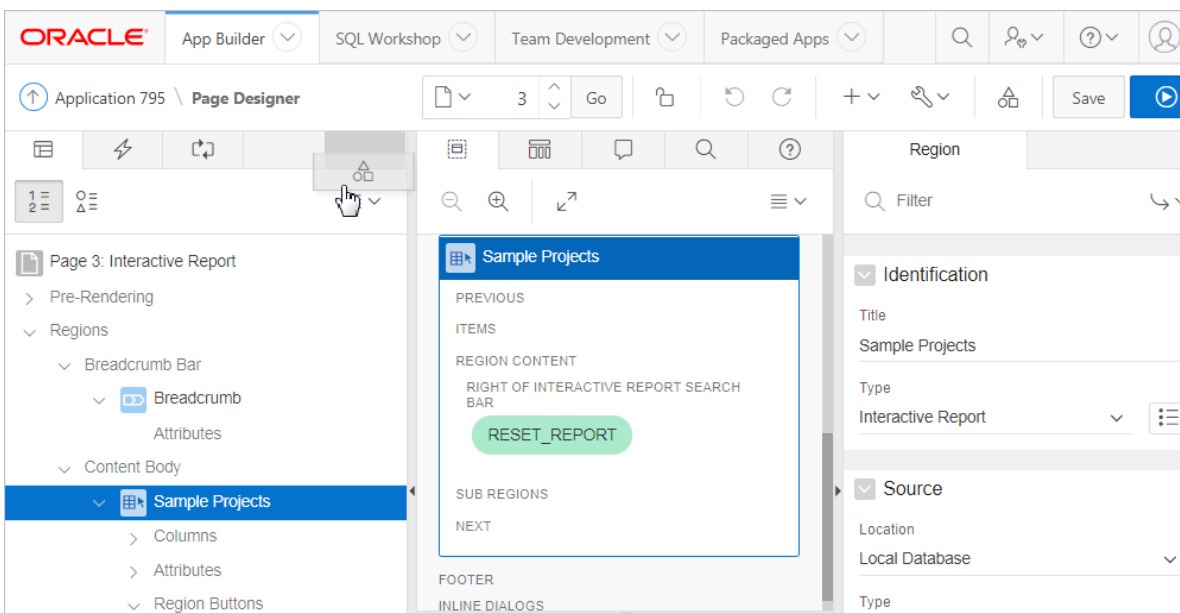 ORACLE
App Builder
SQL Workshop
Team Development
Packaged Apps
Application 795 \ Page Designer
3
Go
Save
Region
1
2
Filter
Page 3: Interactive Report
Pre-Rendering
Regions
Breadcrumb Bar
Breadcrumb
Attributes
Content Body
Sample Projects
Columns
Attributes
Region Buttons
Sample Projects
PREVIOUS
ITEMS
REGION CONTENT
RIGHT OF INTERACTIVE REPORT SEARCH
BAR
RESET_REPORT
SUB REGIONS
NEXT
FOOTER
INLINE DIALOGS
Identification
Title
Sample Projects
Type
Interactive Report
Source
Location
Local Database
Type